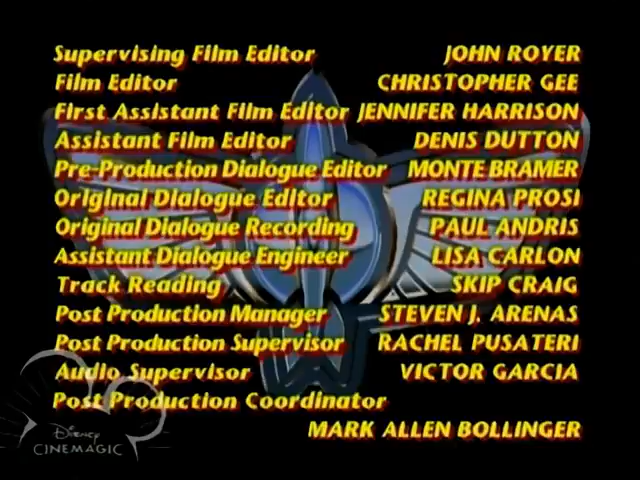 Supervising Film Editor JOHN ROYER
Film Editor CHRISTOPHER GEE
First Assistant Film Editor JENNIFER HARRISON
Assistant Film Editor DENIS DUTTON
Pre-Production Dialogue Editor MONTE BRAMER
Original Dialogue Editor REGINA PROSI
Original Dialogue Recording PAUL ANDRIS
Assistant Dialogue Engineer LISA CARLON
Track Reading SKIP CRAIG
Post Production Manager STEVEN J. ARENAS
Post Production Supervisor RACHEL PUSATERI
Audio Supervisor VICTOR GARCIA
Post Production Coordinator
MARK ALLEN BOLLINGER
Disney
CINEMAGIC